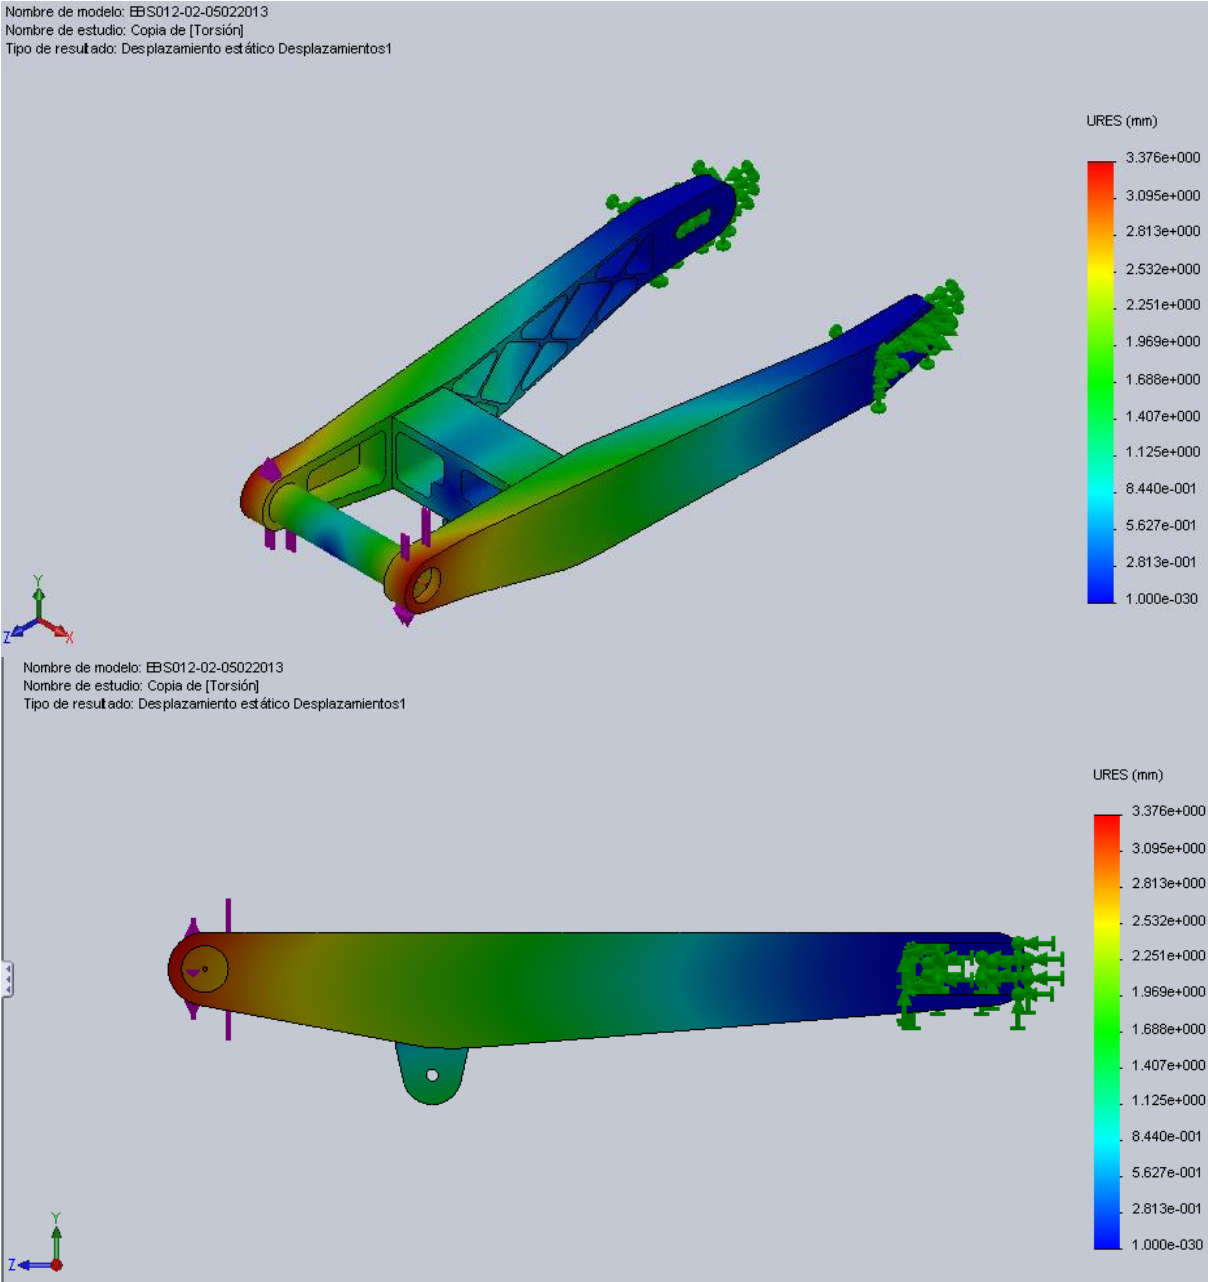 Nombre de modelo: EBS012-02-05022013
Nombre de estudio: Copia de [Torsión]
Tipo de resultado: Desplazamiento estático Desplazamientos1
URES (mm)
3.376e+000
3.095e+000
2.813e+000
2.532e+000
2.251e+000
1.969e+000
1.688e+000
1.407e+000
1.125e+000
8.440e-001
5.627e-001
2.813e-001
1.000e-030
Y
Z
X
Nombre de modelo: EBS012-02-05022013
Nombre de estudio: Copia de [Torsión]
Tipo de resultado: Desplazamiento estático Desplazamientos1
URES (mm)
3.376e+000
3.095e+000
2.813e+000
2.532e+000
2.251e+000
1.969e+000
1.688e+000
1.407e+000
1.125e+000
8.440e-001
5.627e-001
2.813e-001
1.000e-030
Y
Z